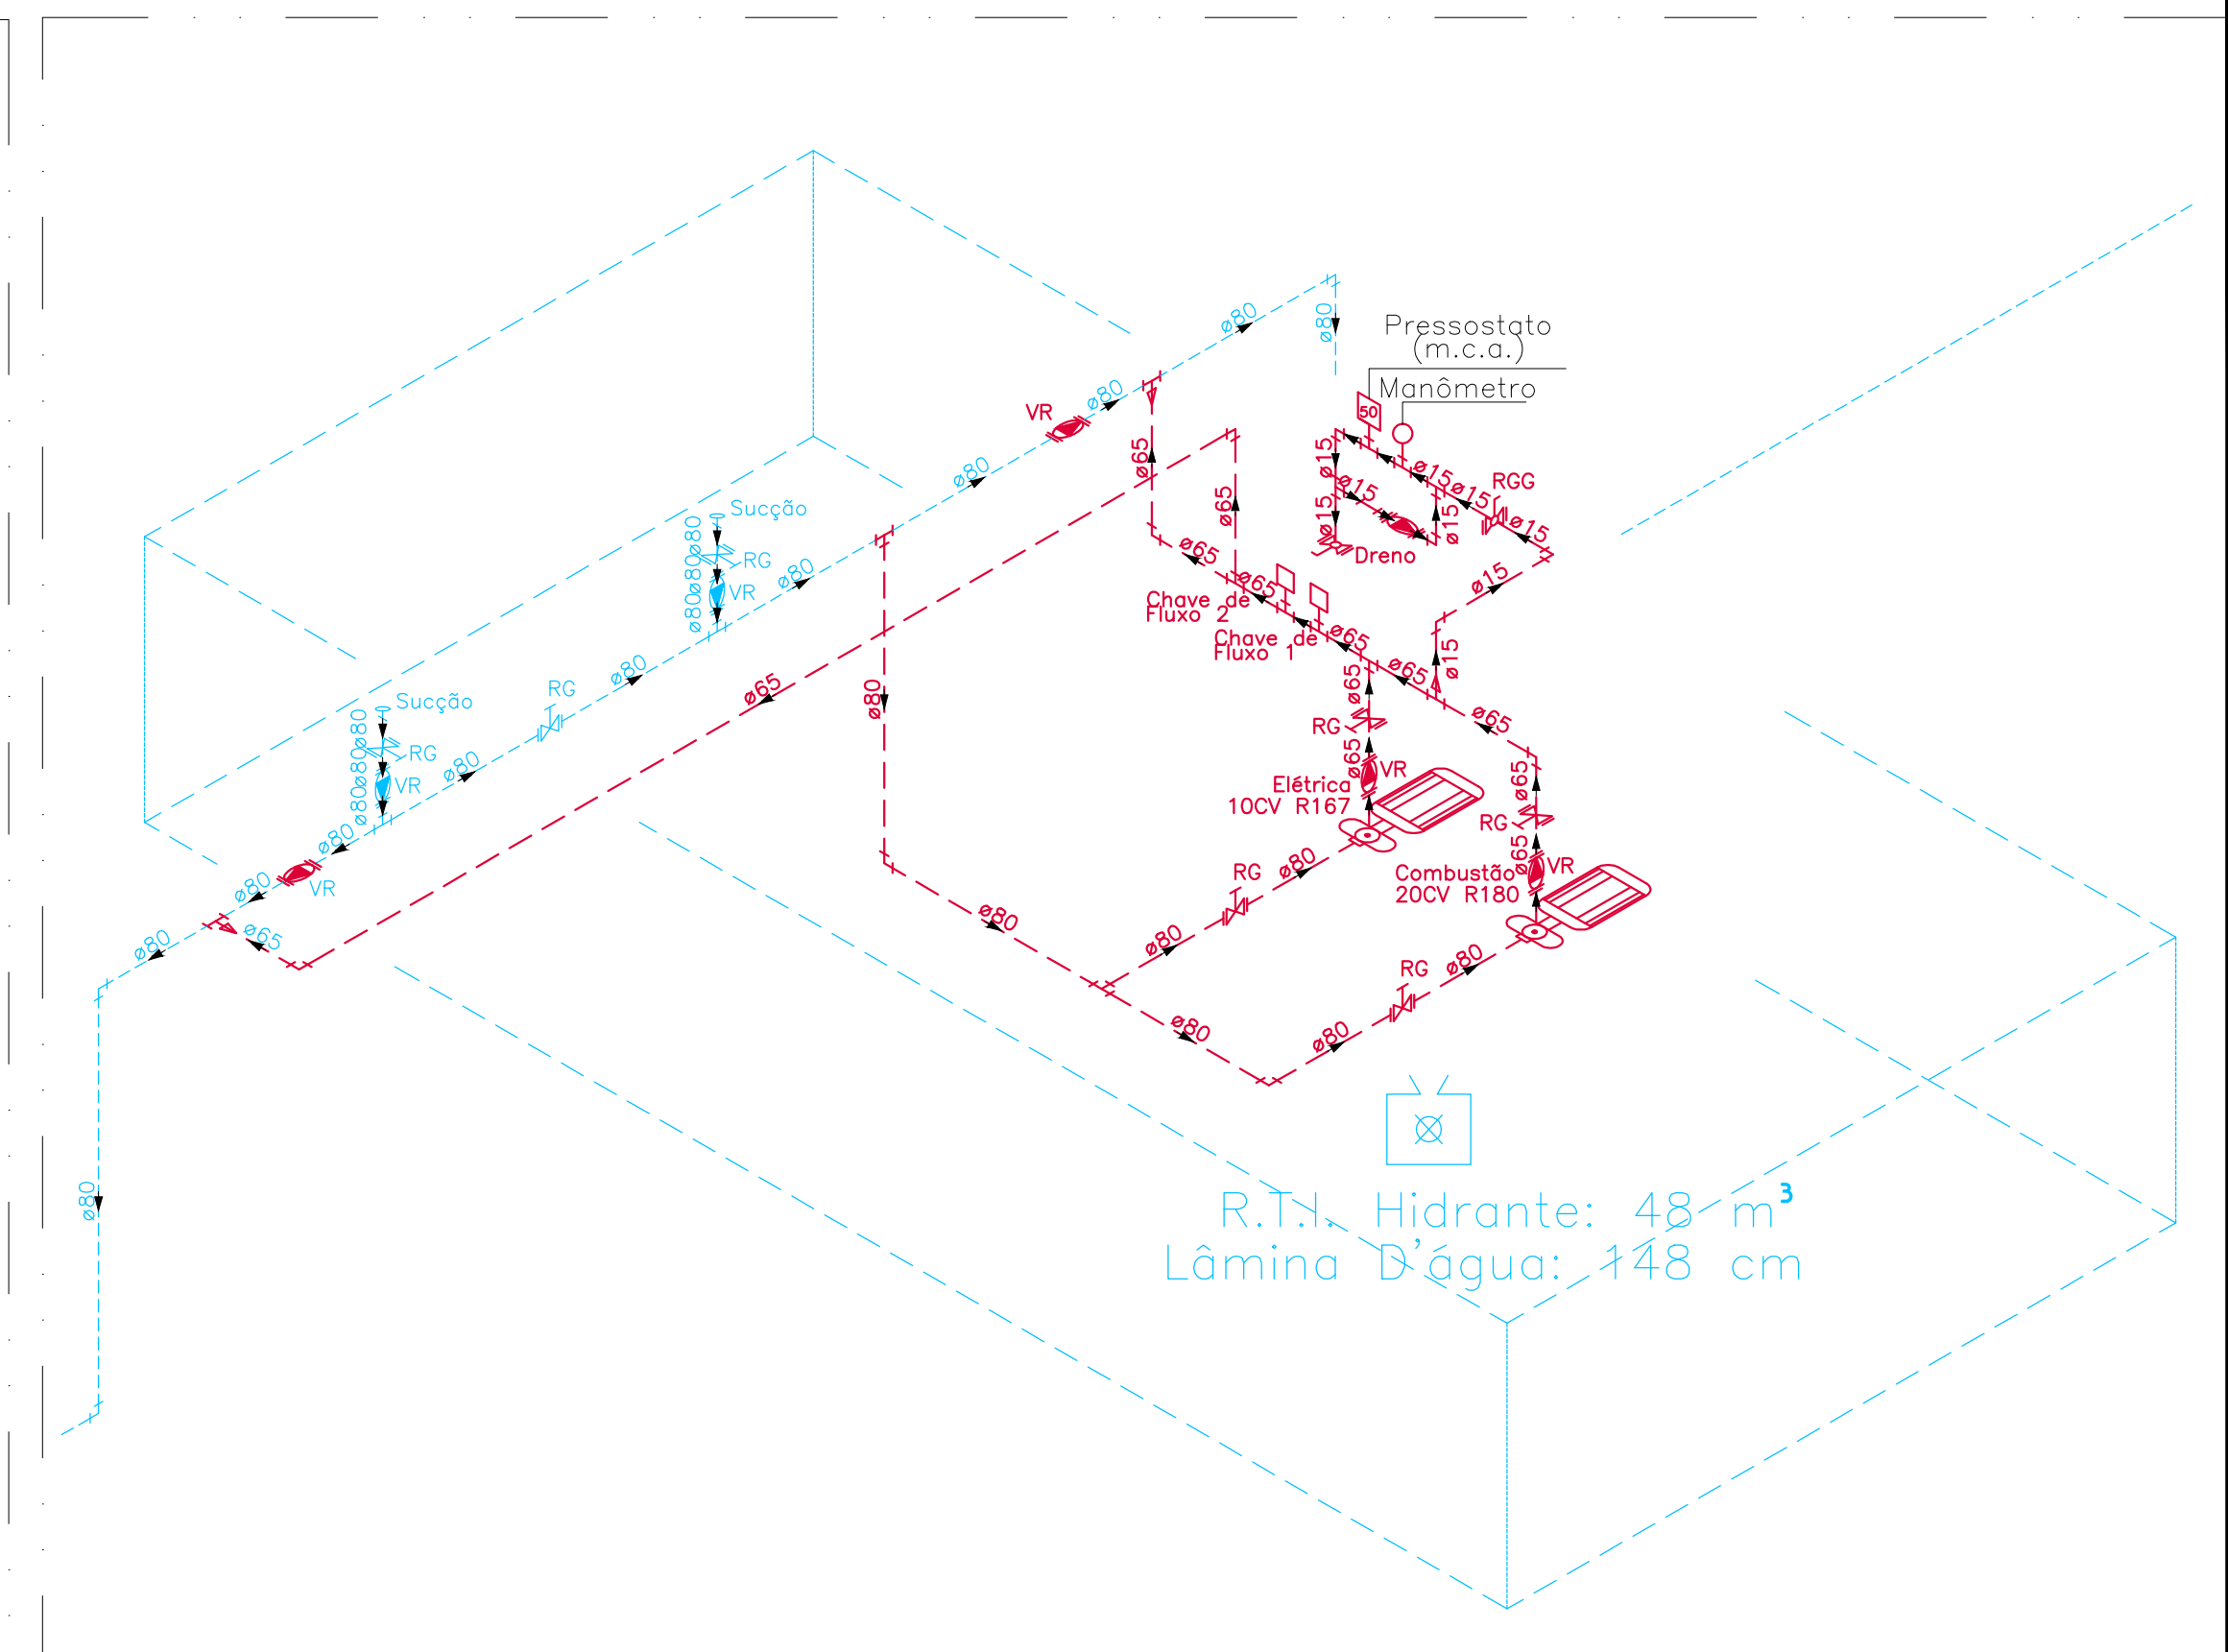 ø80
ø80
Pressostato
(m.c.a.)
Manômetro
50
VR
ø80
ø65
ø15
ø15
ø15
ø15
RGG
ø80
ø65
ø15
ø15
ø15
Sucção
ø80
ø80
RG
ø80
ø80
VR
ø80
ø65
ø65
Dreno
ø15
Chave de
Fluxo 2
Chave de
Fluxo 1
ø65
ø65
ø15
ø65
ø80
RG
ø65
ø80
ø65
RG
Sucção
ø80
ø80
RG
ø80
ø80
VR
ø80
ø65
VR
Elétrica
10CV R167
ø65
RG
ø65
VR
Combustão
20CV R180
ø80
VR
ø80
ø65
ø80
RG
ø80
ø80
ø80
RG
ø80
ø80
ø80
ø80
R.T.I. Hidrante: 48 m³
Lâmina D'água: 148 cm